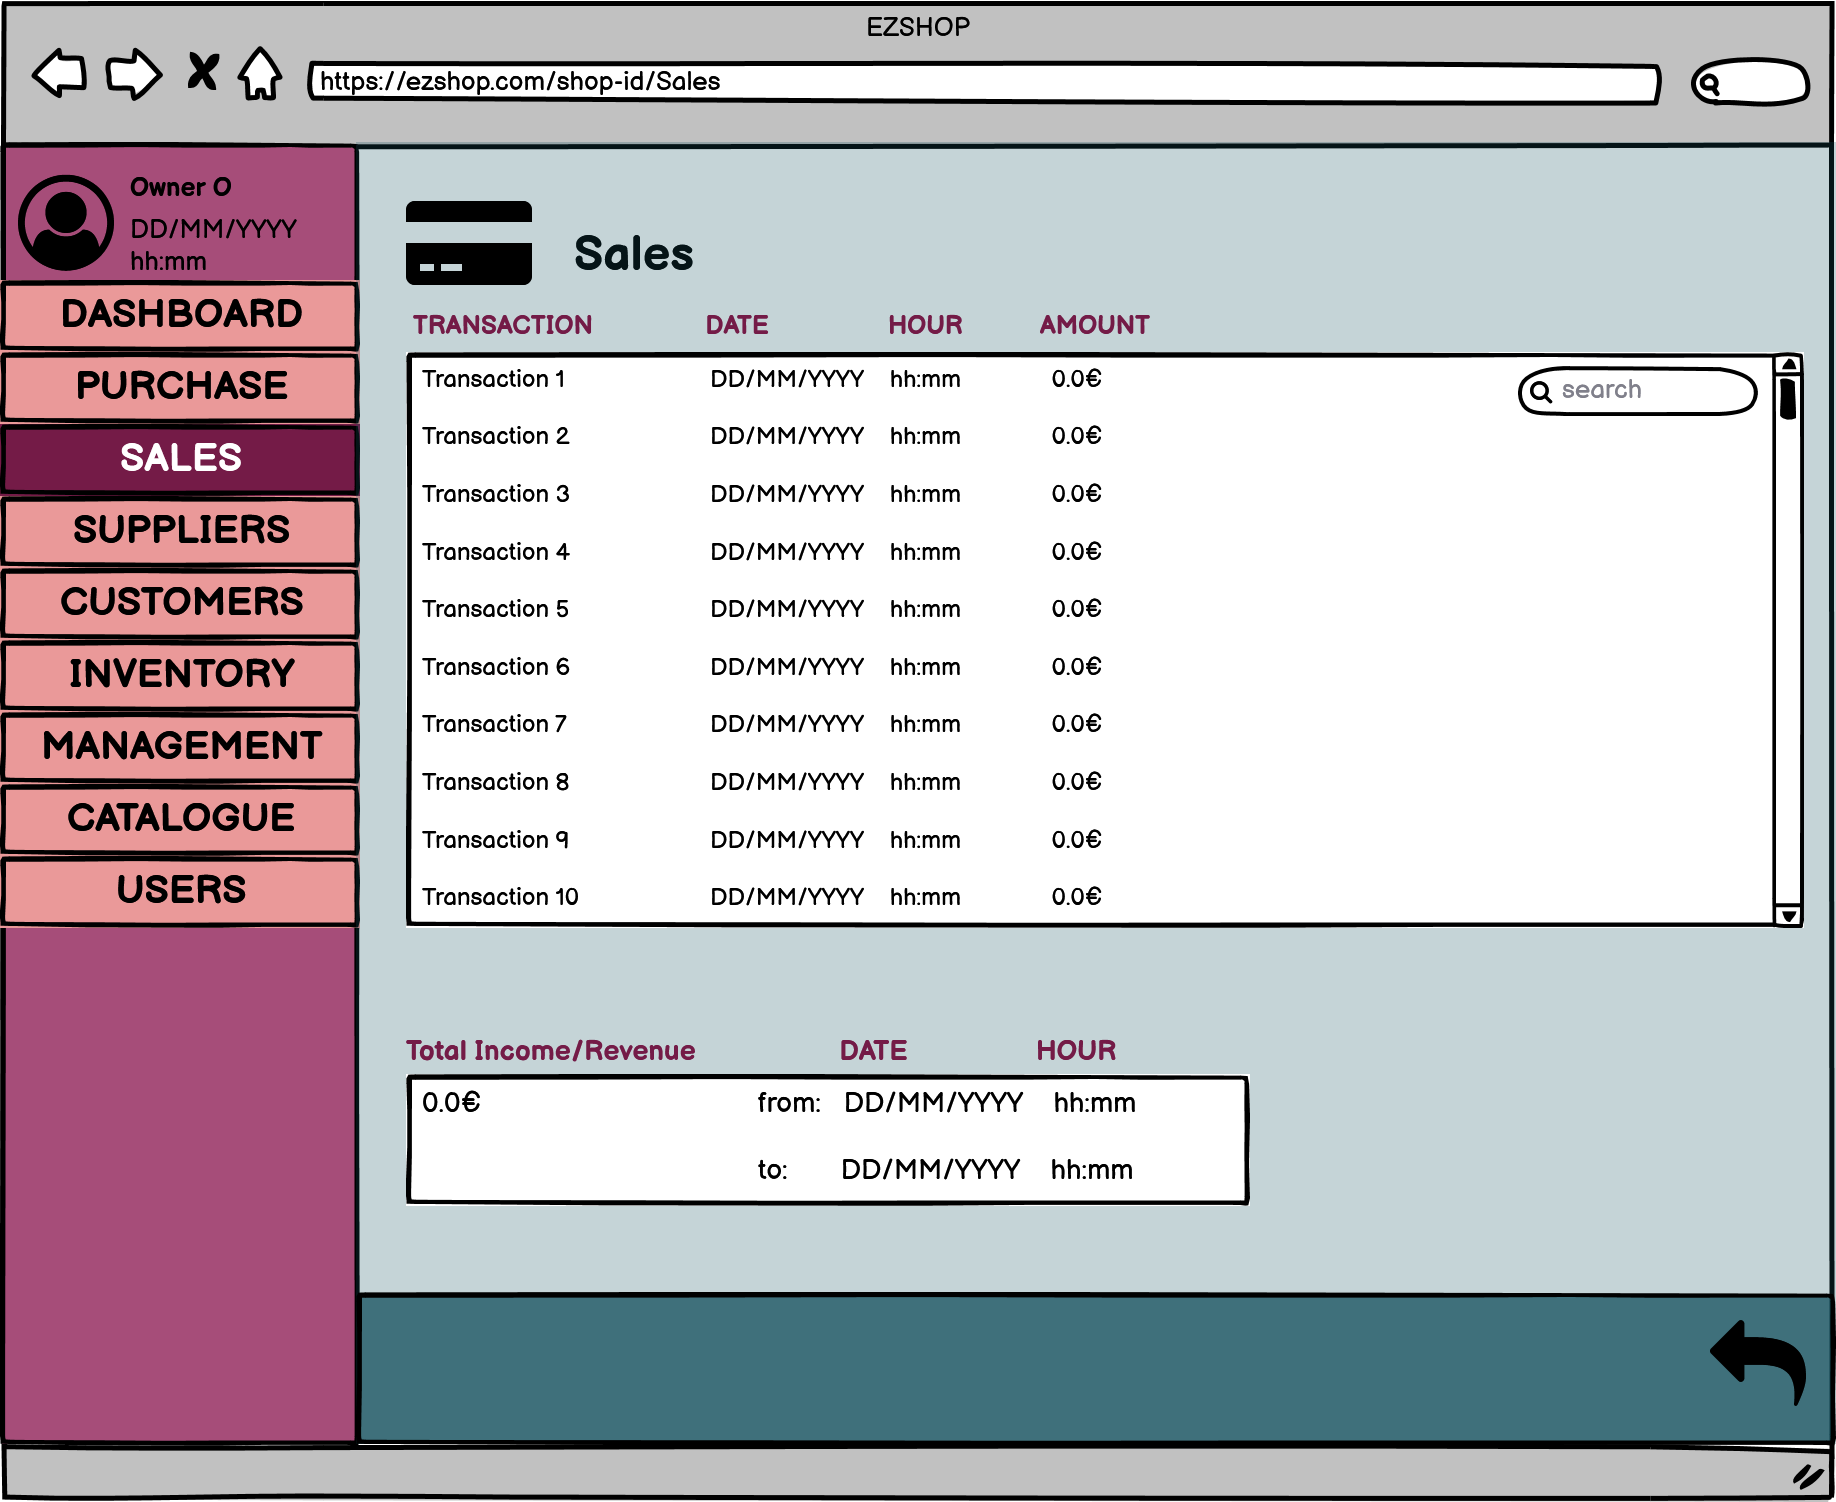 EZSHOP
https://ezshop.com/shop-id/Sales
Owner O
DD/MM/YYYY
hh:mm
DASHBOARD
PURCHASE
SALES
SUPPLIERS
CUSTOMERS
INVENTORY
MANAGEMENT
CATALOGUE
USERS
Sales
TRANSACTION DATE HOUR AMOUNT
search
Transaction 1 DD/MM/YYYY hh:mm 0.0€
Transaction 2 DD/MM/YYYY hh:mm 0.0€
Transaction 3 DD/MM/YYYY hh:mm 0.0€
Transaction 4 DD/MM/YYYY hh:mm 0.0€
Transaction 5 DD/MM/YYYY hh:mm 0.0€
Transaction 6 DD/MM/YYYY hh:mm 0.0€
Transaction 7 DD/MM/YYYY hh:mm 0.0€
Transaction 8 DD/MM/YYYY hh:mm 0.0€
Transaction 9 DD/MM/YYYY hh:mm 0.0€
Transaction 10 DD/MM/YYYY hh:mm 0.0€
Total Income/Revenue DATE HOUR
0.0€ from: DD/MM/YYYY hh:mm
to: DD/MM/YYYY hh:mm